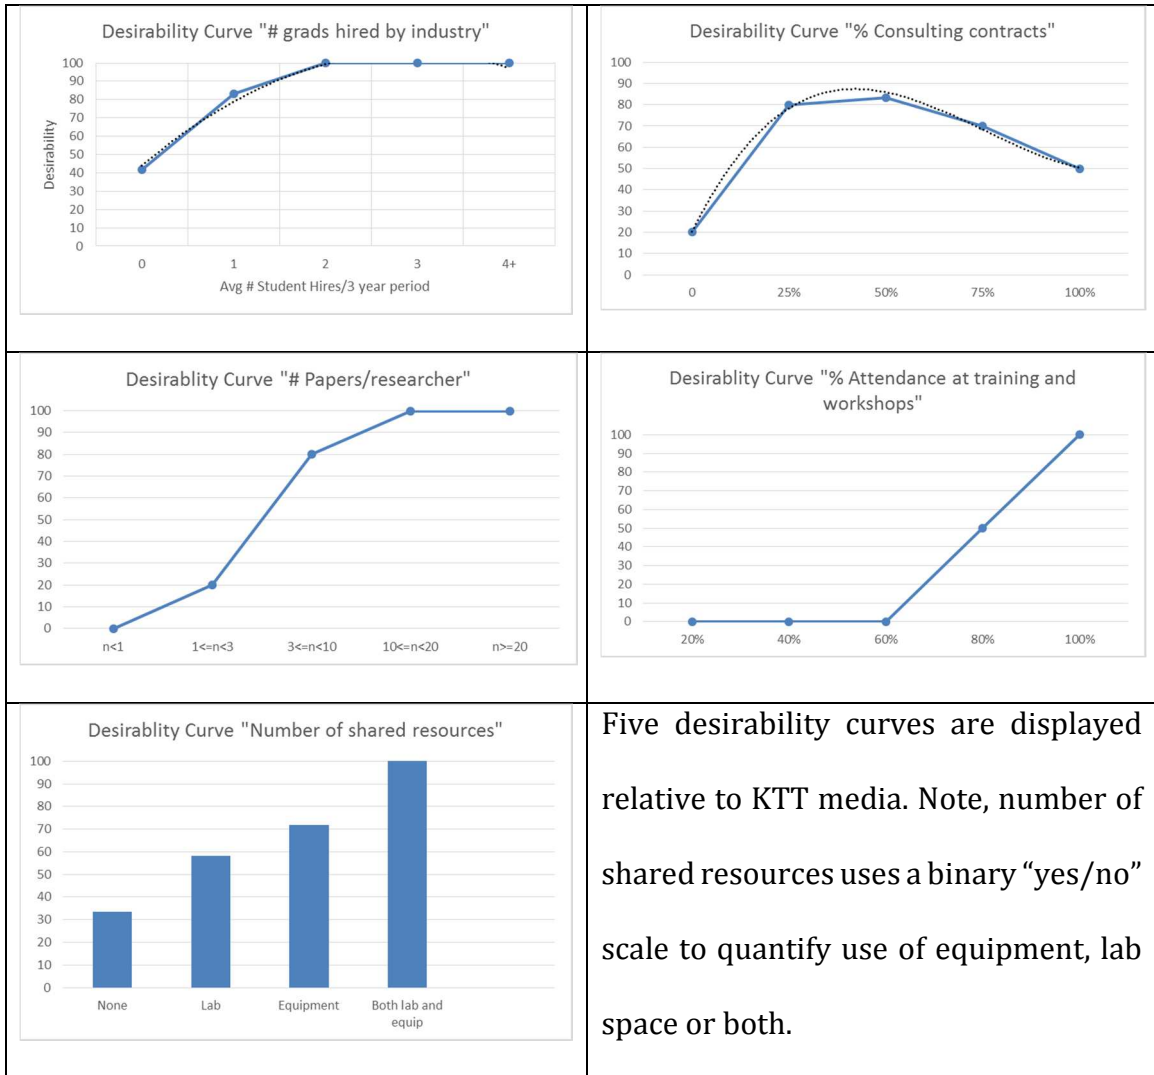 Desirability Curve "# grads hired by industry"
100
90
80
70
60
50
40
30
20
10
0
Desirability
0 1 2 3 4+
Avg # Student Hires/3 year period
Desirability Curve "% Consulting contracts"
100
90
80
70
60
50
40
30
20
10
0
0 25% 50% 75% 100%
Desirablity Curve "# Papers/researcher"
100
90
80
70
60
50
40
30
20
10
0
n<1 1<=n<3 3<=n<10 10<=n<20 n>=20
Desirablity Curve "% Attendance at training and
workshops"
100
90
80
70
60
50
40
30
20
10
0
20% 40% 60% 80% 100%
Desirablity Curve "Number of shared resources"
100
90
80
70
60
50
40
30
20
10
0
None Lab Equipment Both lab and
equip
Five desirability curves are displayed
relative to KTT media. Note, number of
shared resources uses a binary “yes/no”
scale to quantify use of equipment, lab
space or both.